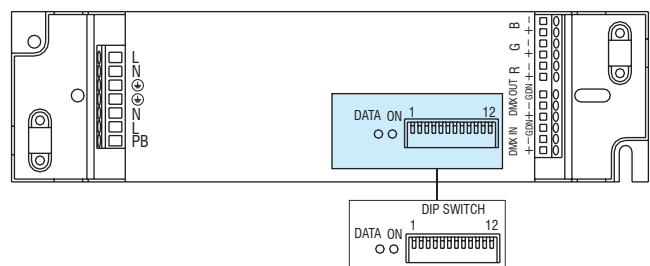 L
N
⏚
⏚
N
L
PB
DATA ON 1 12
DMX IN DMX OUT R G B
+ - GDN + - GDN + - + - + -
DIP SWITCH
DATA ON 1 12